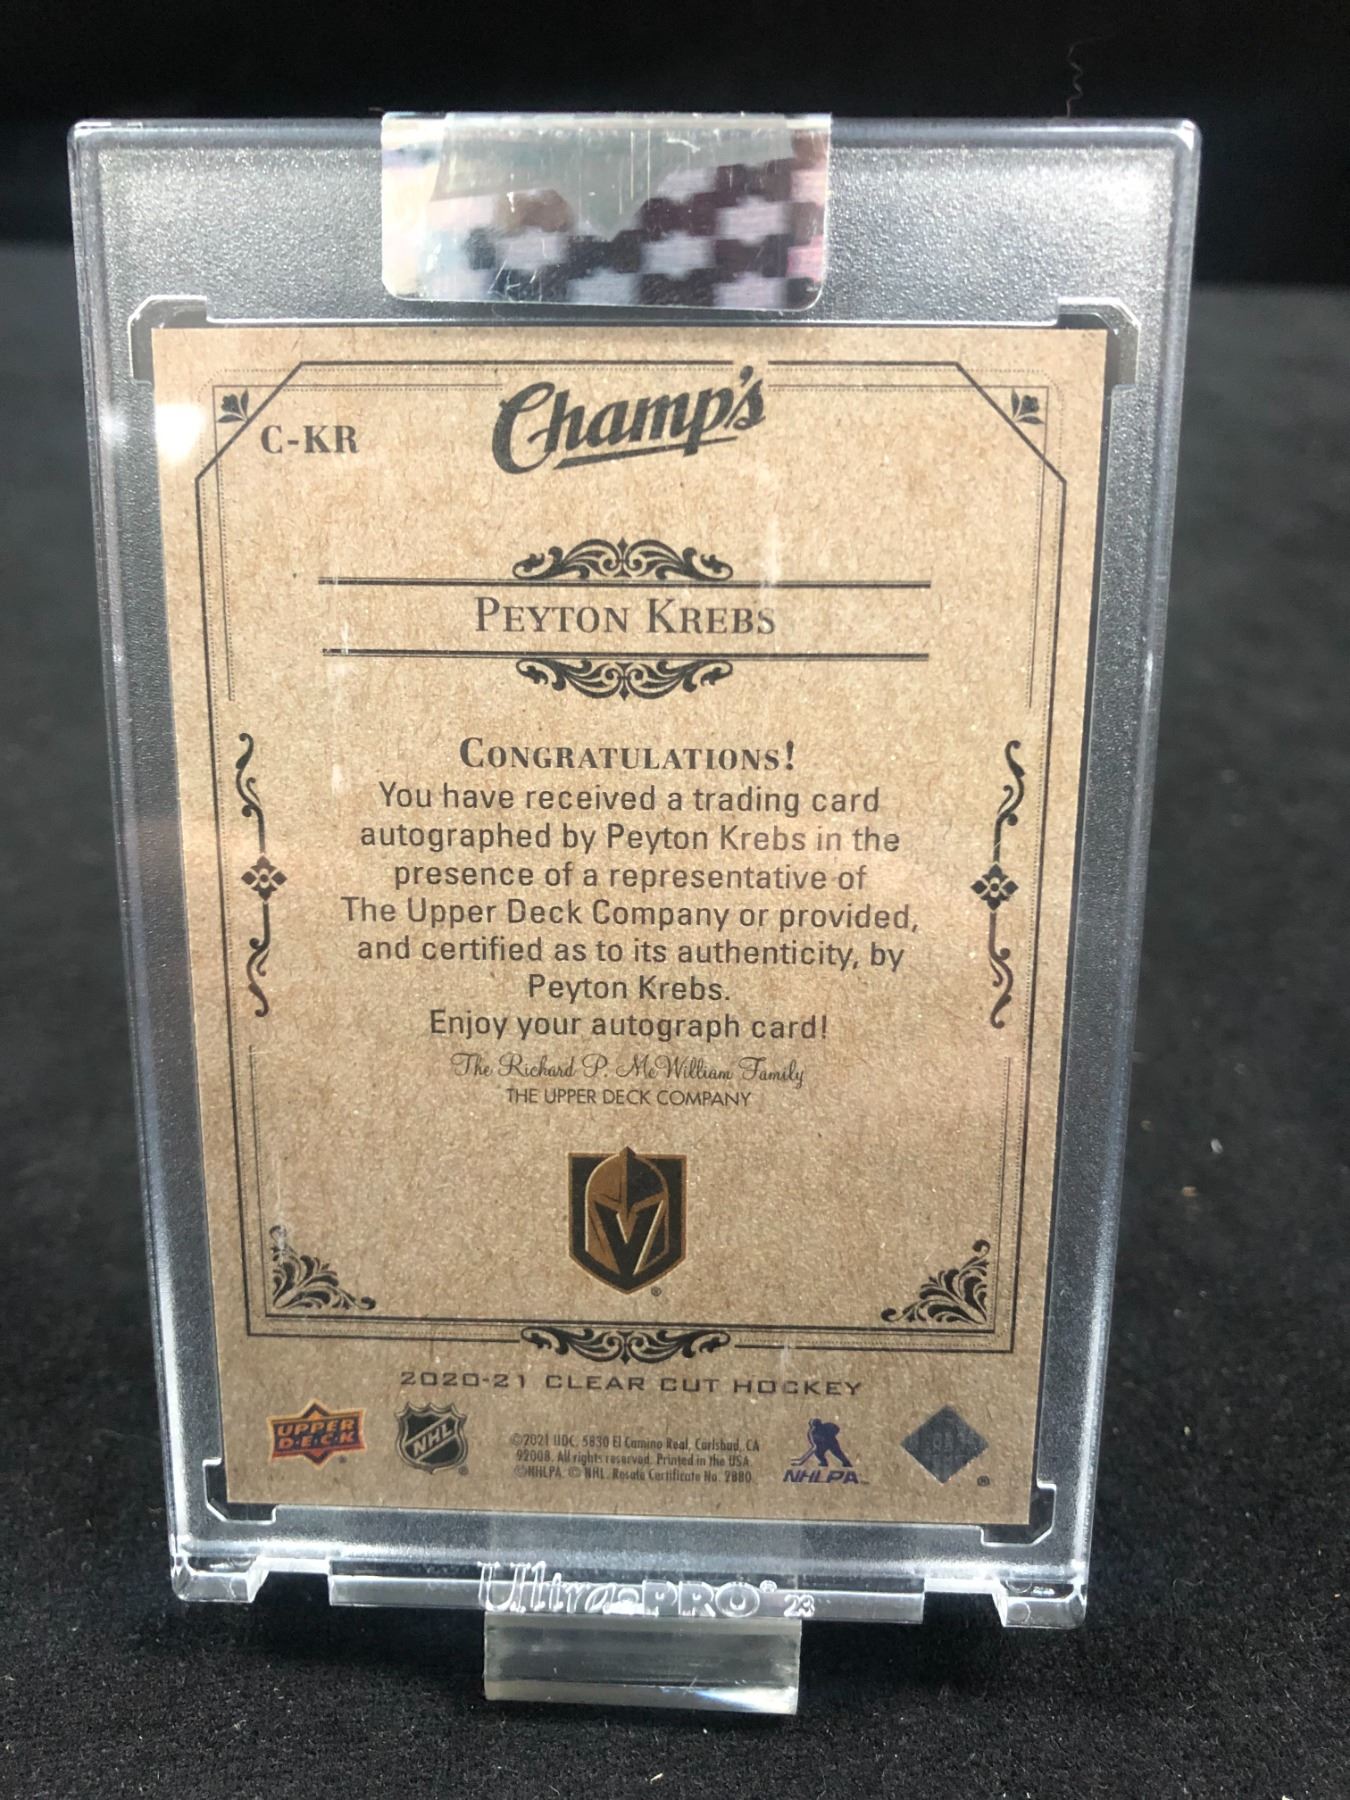 Champ's
C-KR
PEYTON KREBS
CONGRATULATIONS!
You have received a trading card
autographed by Peyton Krebs in the
presence of a representative of
The Upper Deck Company or provided,
and certified as to its authenticity, by
Peyton Krebs.
Enjoy your autograph card!
The Richard P. McWilliam Family
THE UPPER DECK COMPANY
V
®
2020-21 CLEAR CUT HOCKEY
UPPER
D·E·C·K
®
NHL
®
©2021 UDC, 5830 El Camino Real, Carlsbad, CA
92008. All rights reserved. Printed in the USA
©NHLPA. © NHL. Resale Certificate No. 2880.
NHLPA™
®
Ultra·PRO® 23